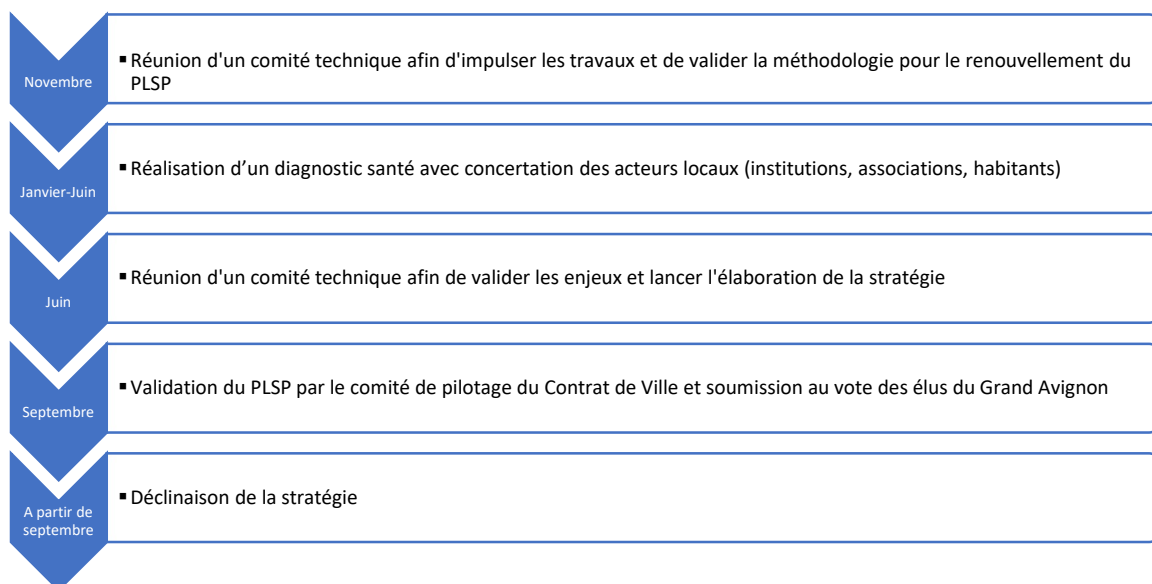 Novembre
▪ Réunion d'un comité technique afin d'impulser les travaux et de valider la méthodologie pour le renouvellement du
PLSP
Janvier-Juin
▪ Réalisation d’un diagnostic santé avec concertation des acteurs locaux (institutions, associations, habitants)
Juin
▪ Réunion d'un comité technique afin de valider les enjeux et lancer l'élaboration de la stratégie
Septembre
▪ Validation du PLSP par le comité de pilotage du Contrat de Ville et soumission au vote des élus du Grand Avignon
A partir de
septembre
▪ Déclinaison de la stratégie